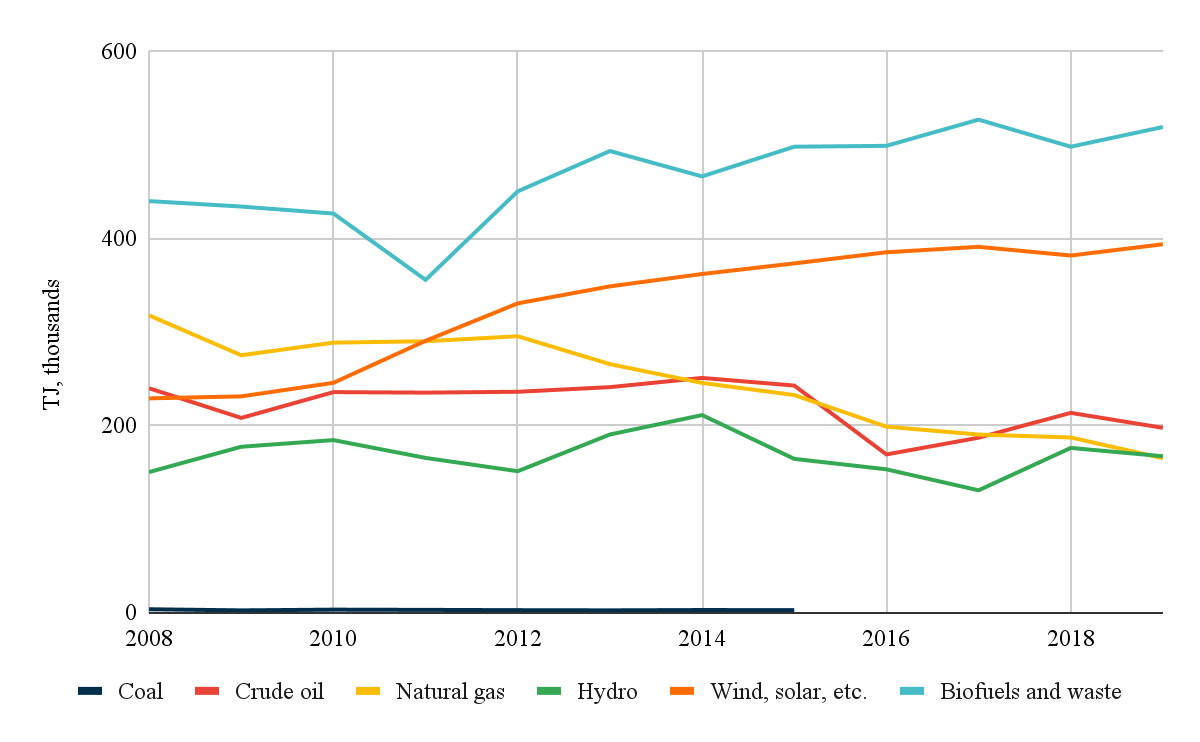 600
400
200
0
TJ, thousands
2008 2010 2012 2014 2016 2018
Coal Crude oil Natural gas Hydro Wind, solar, etc. Biofuels and waste